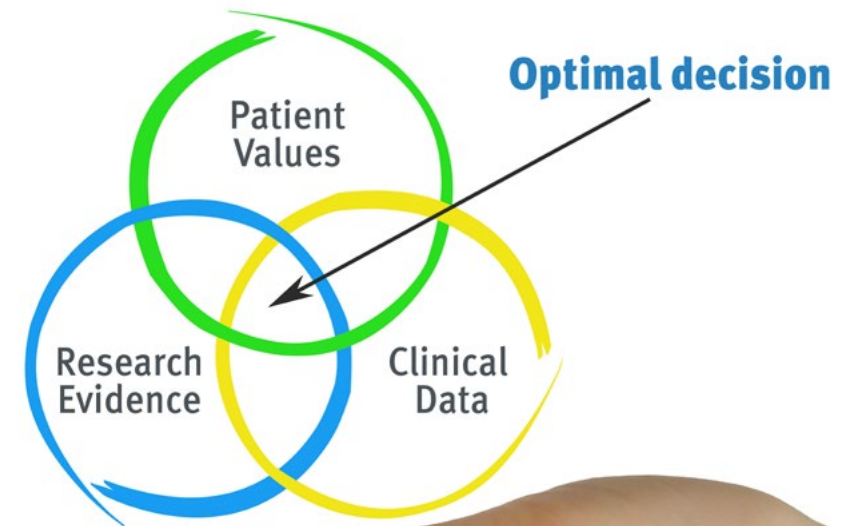 Optimal decision
Patient
Values
Research
Evidence
Clinical
Data